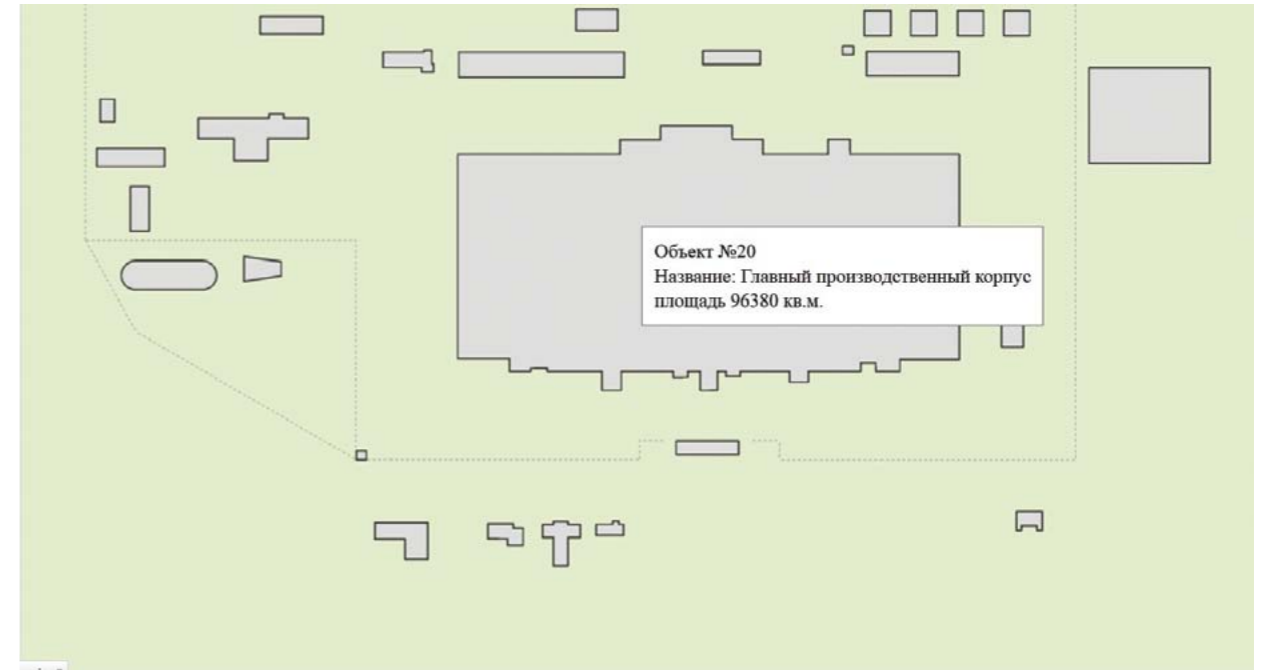 Объект №20
Название: Главный производственный корпус
площадь 96380 кв.м.